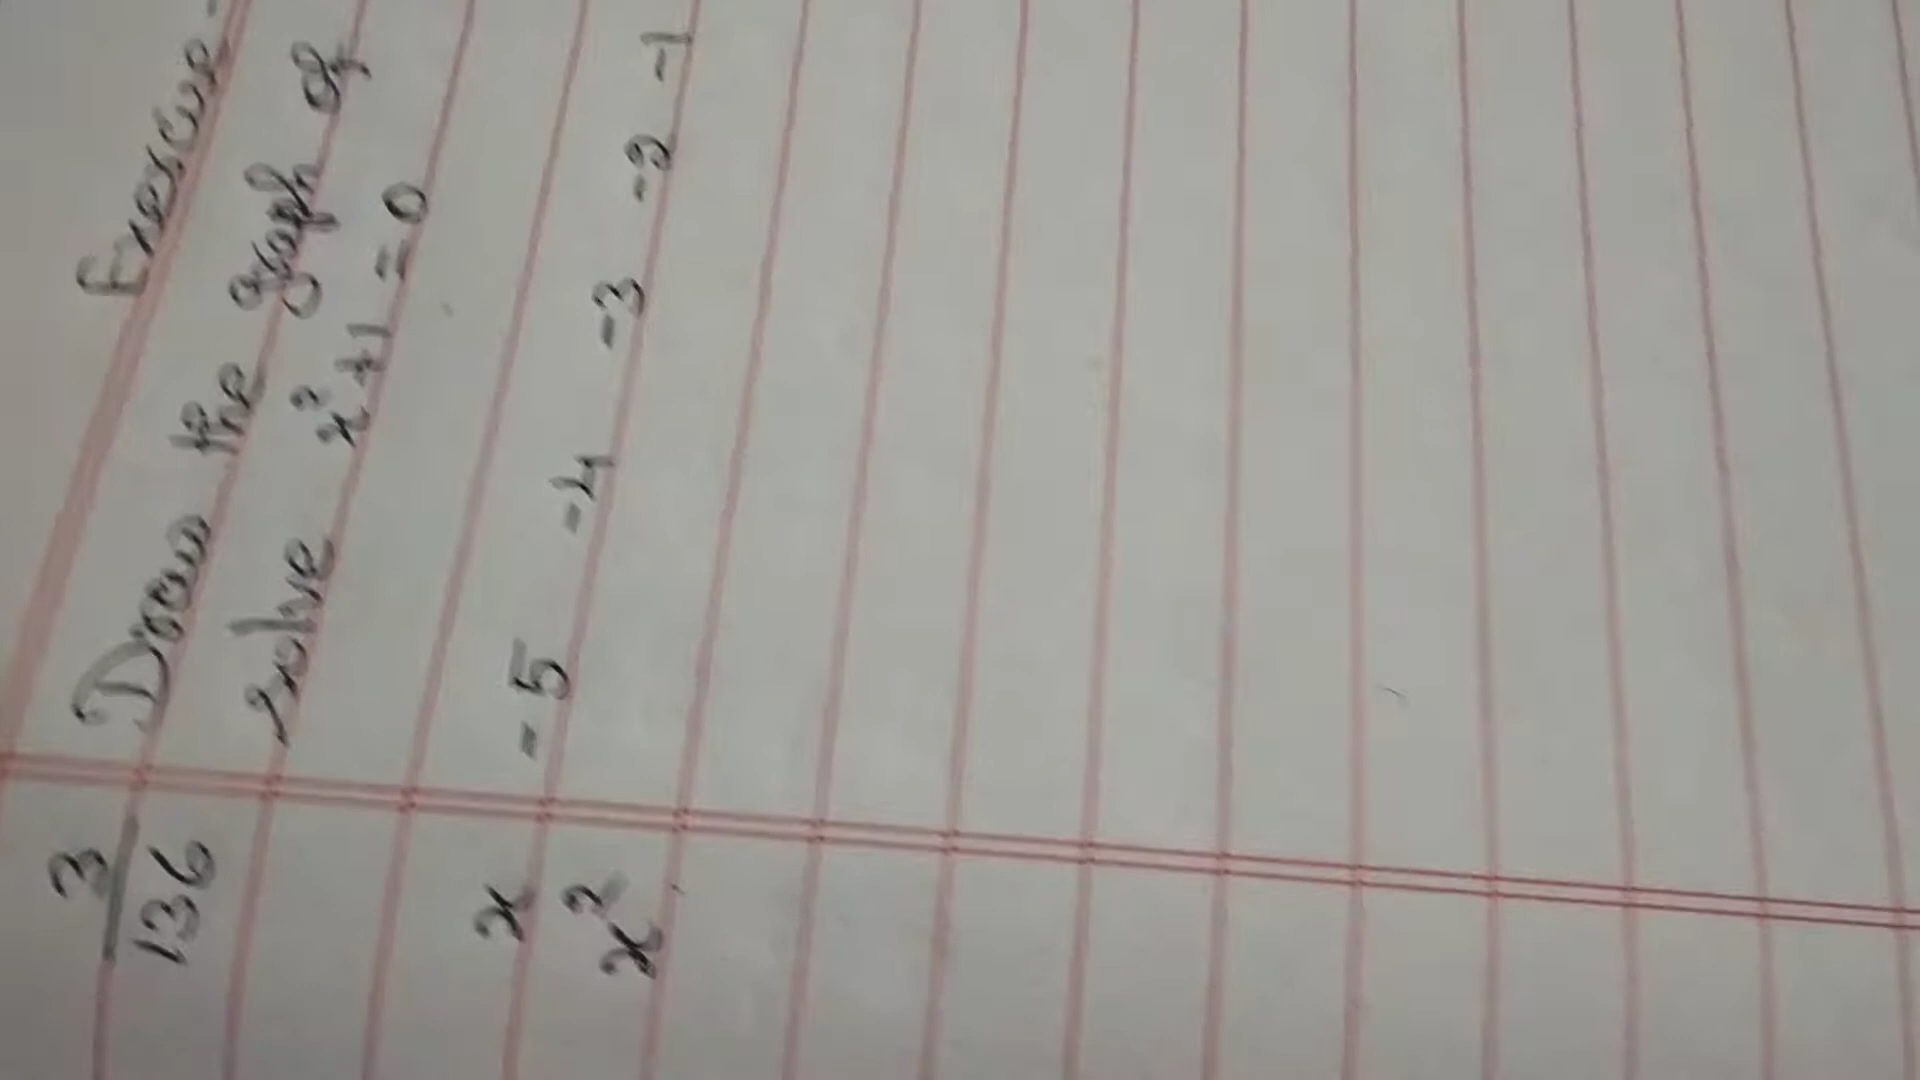 Exercise -
3
136
Draw the graph of
solve x² + 1 = 0
x -5 -4 -3 -2 -1
x²